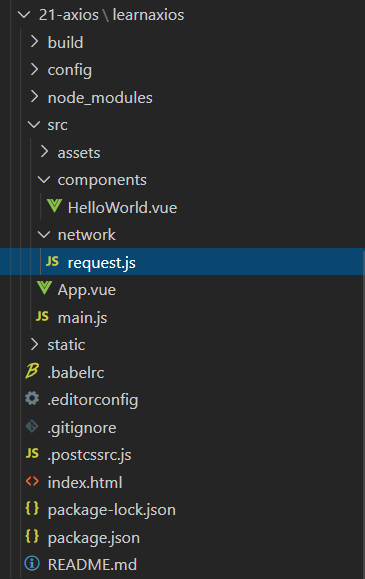 21-axios \ learnaxios
build
config
node_modules
src
assets
components
HelloWorld.vue
network
JS request.js
App.vue
JS main.js
static
.babelrc
.editorconfig
.gitignore
JS .postcssrc.js
index.html
package-lock.json
package.json
README.md